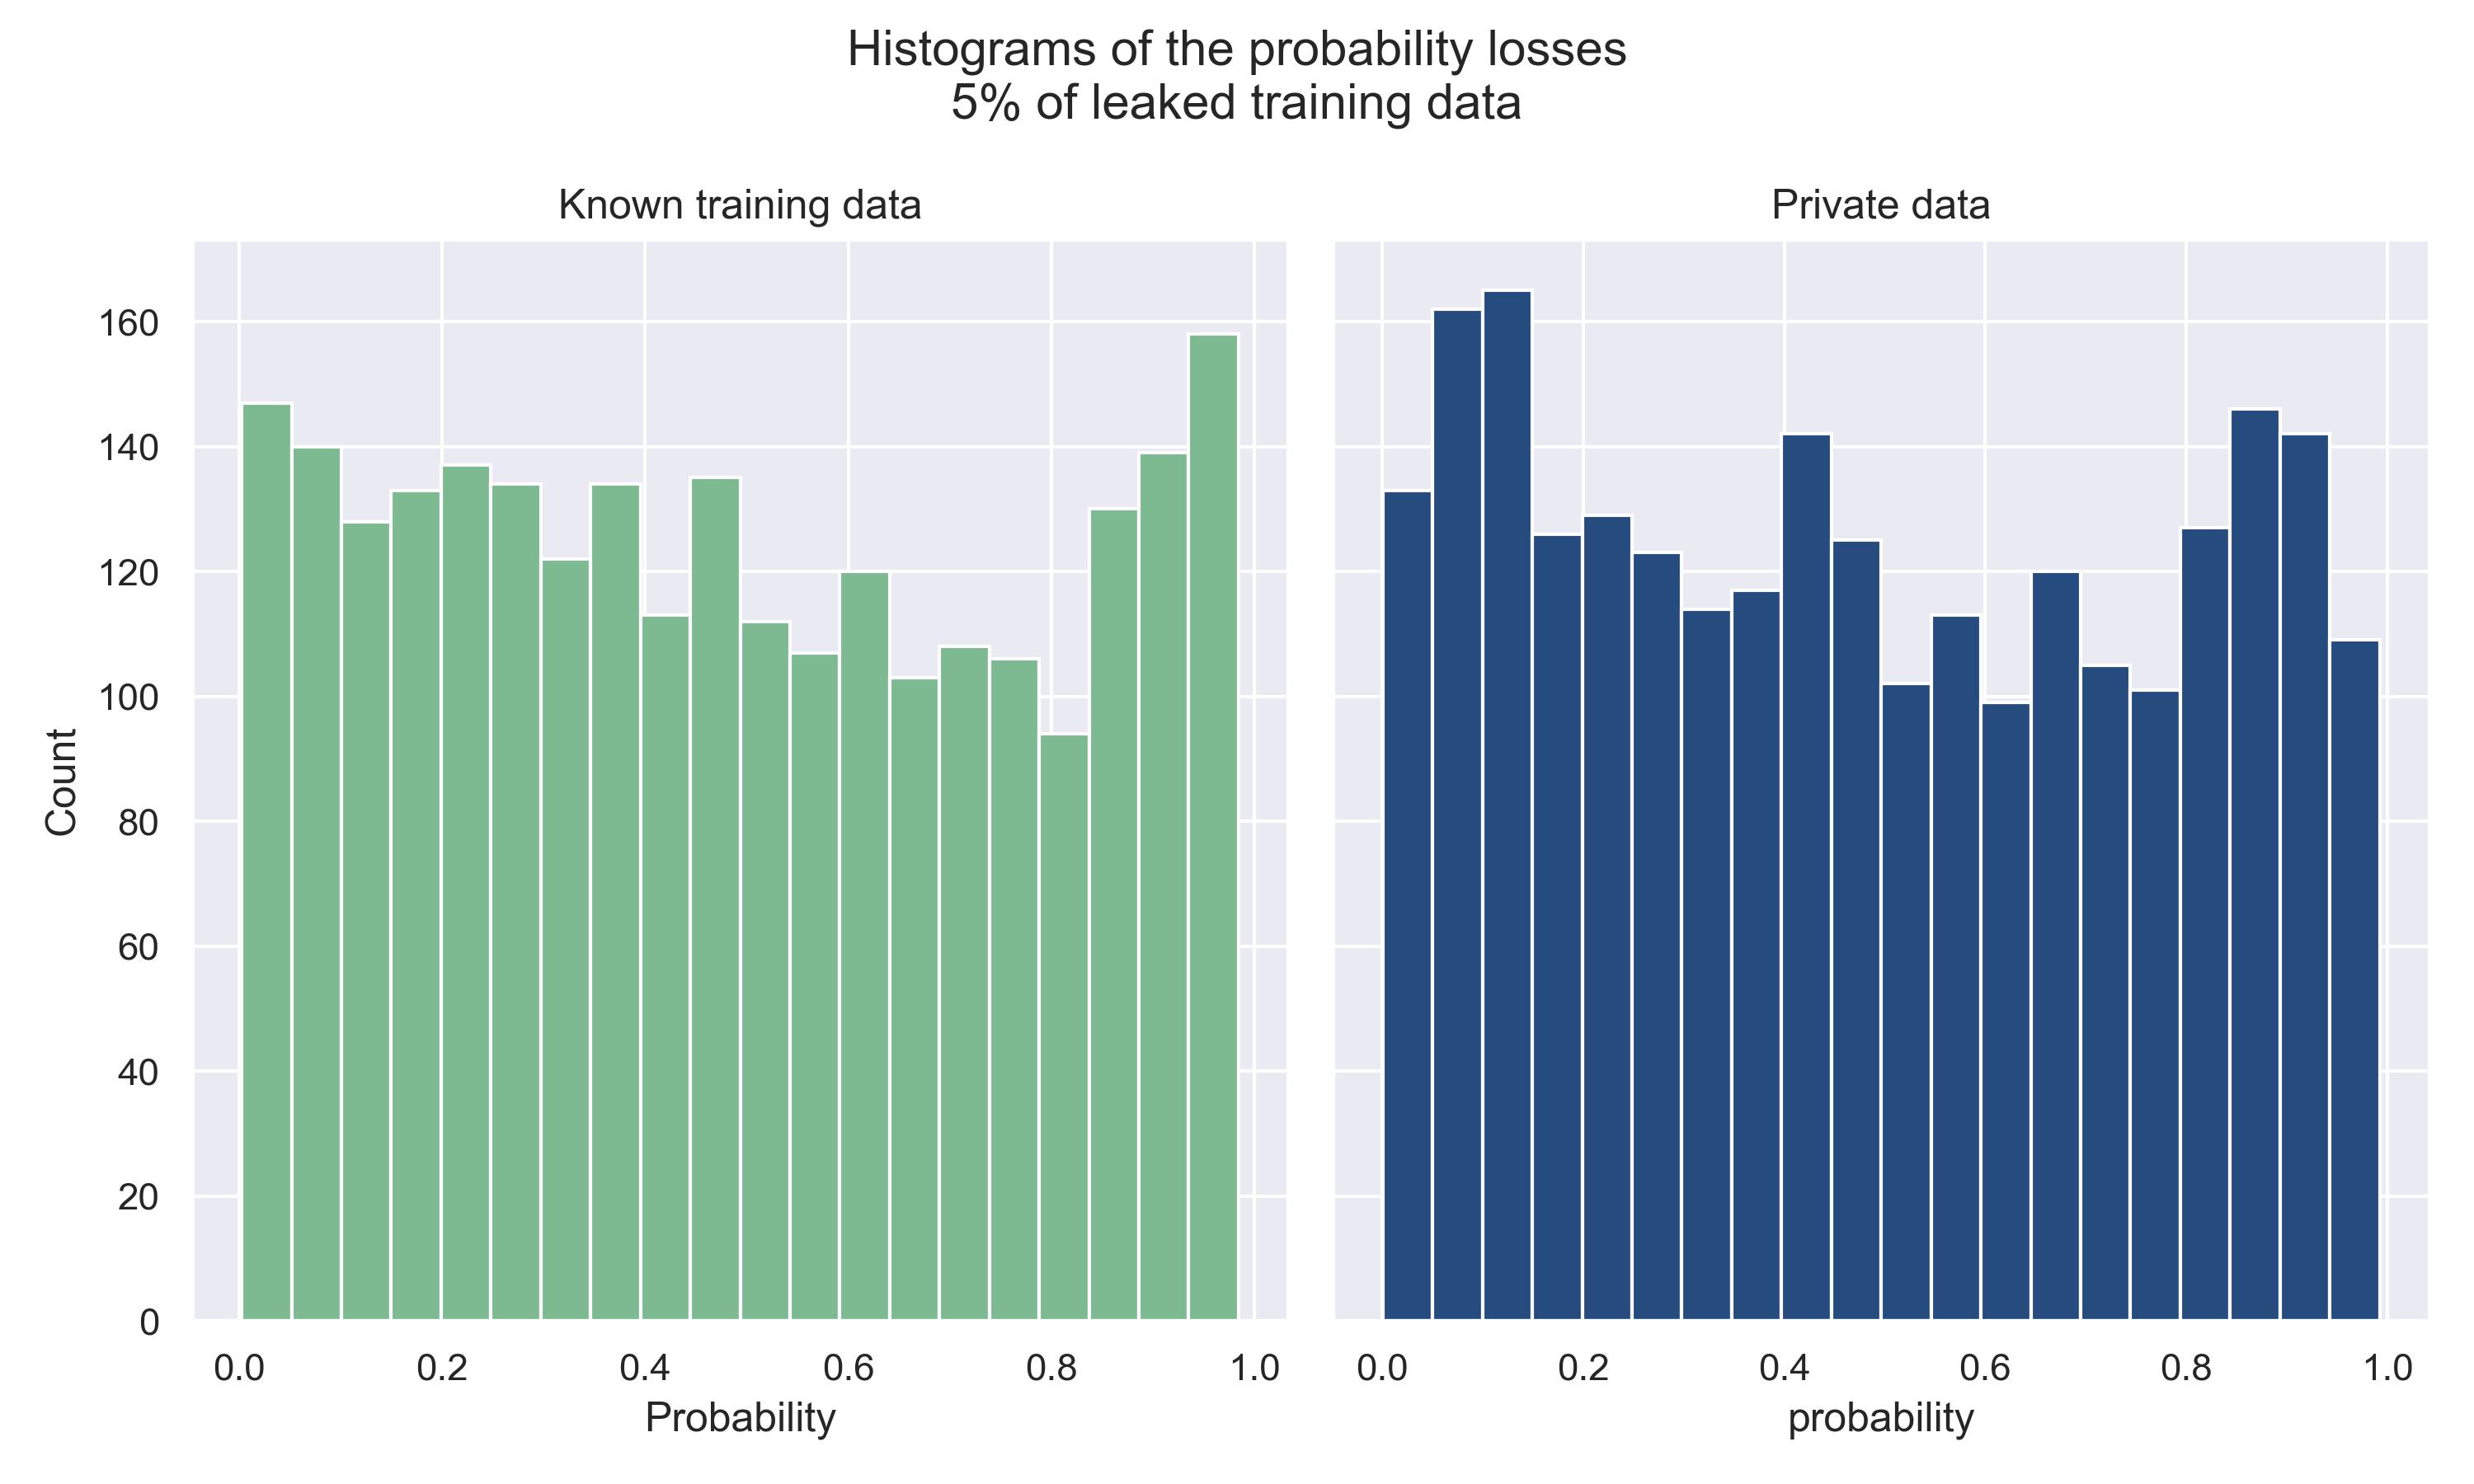 Histograms of the probability losses
5% of leaked training data
Known training data
Private data
Count
160
140
120
100
80
60
40
20
0
0.0 0.2 0.4 0.6 0.8 1.0
Probability
0.0 0.2 0.4 0.6 0.8 1.0
probability